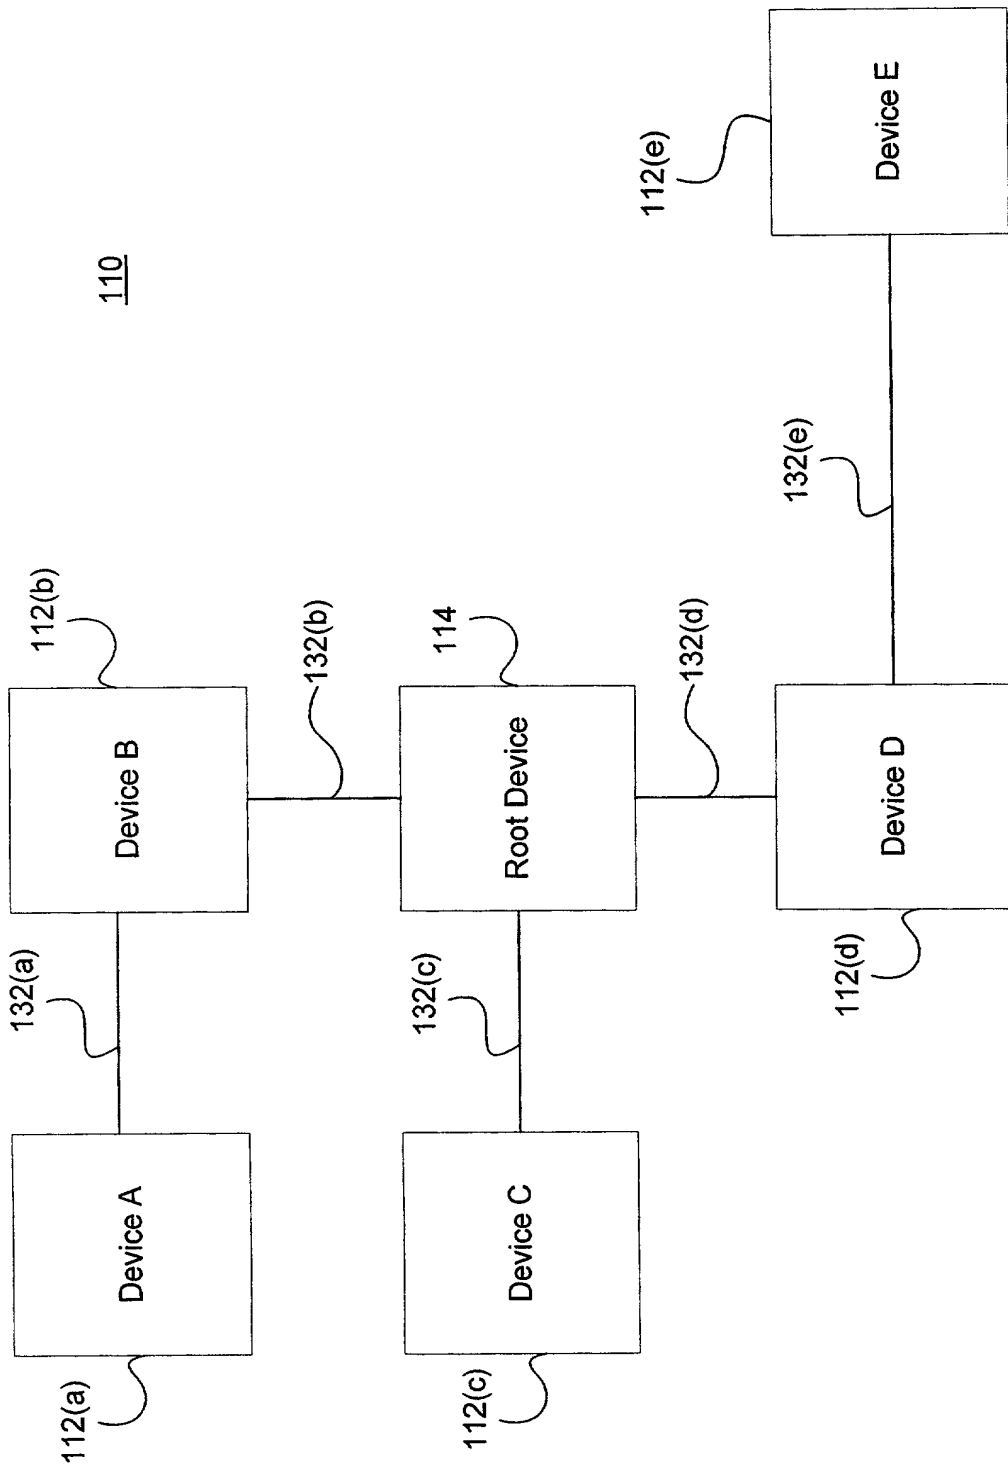 110
112(a)
Device A
132(a)
Device B
112(b)
132(b)
112(c)
Device C
132(c)
Root Device
114
132(d)
112(d)
Device D
132(e)
Device E
112(e)